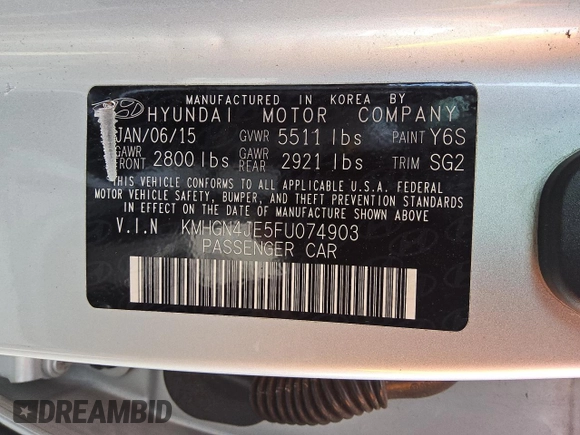 MANUFACTURED IN KOREA BY
HYUNDAI MOTOR COMPANY
JAN/06/15 GVWR 5511 lbs PAINT Y6S
GAWR FRONT 2800 lbs GAWR REAR 2921 lbs TRIM SG2
THIS VEHICLE CONFORMS TO ALL APPLICABLE U.S.A. FEDERAL
MOTOR VEHICLE SAFETY, BUMPER, AND THEFT PREVENTION STANDARDS
IN EFFECT ON THE DATE OF MANUFACTURE SHOWN ABOVE.
V.I.N KMHGN4JE5FU074903
PASSENGER CAR
DREAMBID